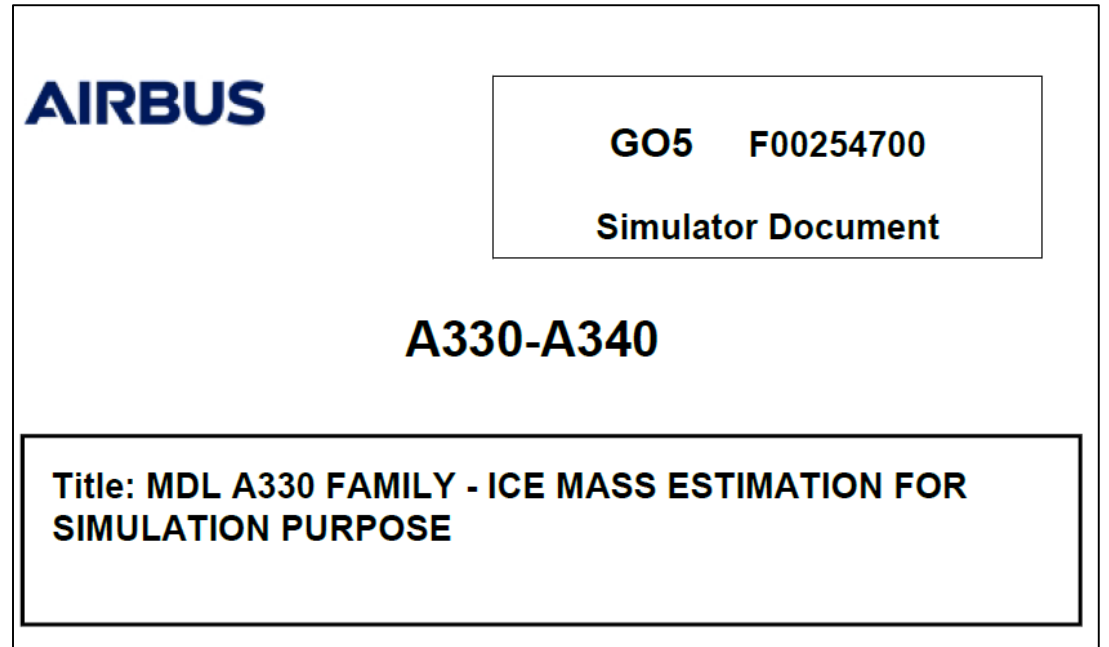 AIRBUS
GO5 F00254700
Simulator Document
A330-A340
Title: MDL A330 FAMILY - ICE MASS ESTIMATION FOR
SIMULATION PURPOSE